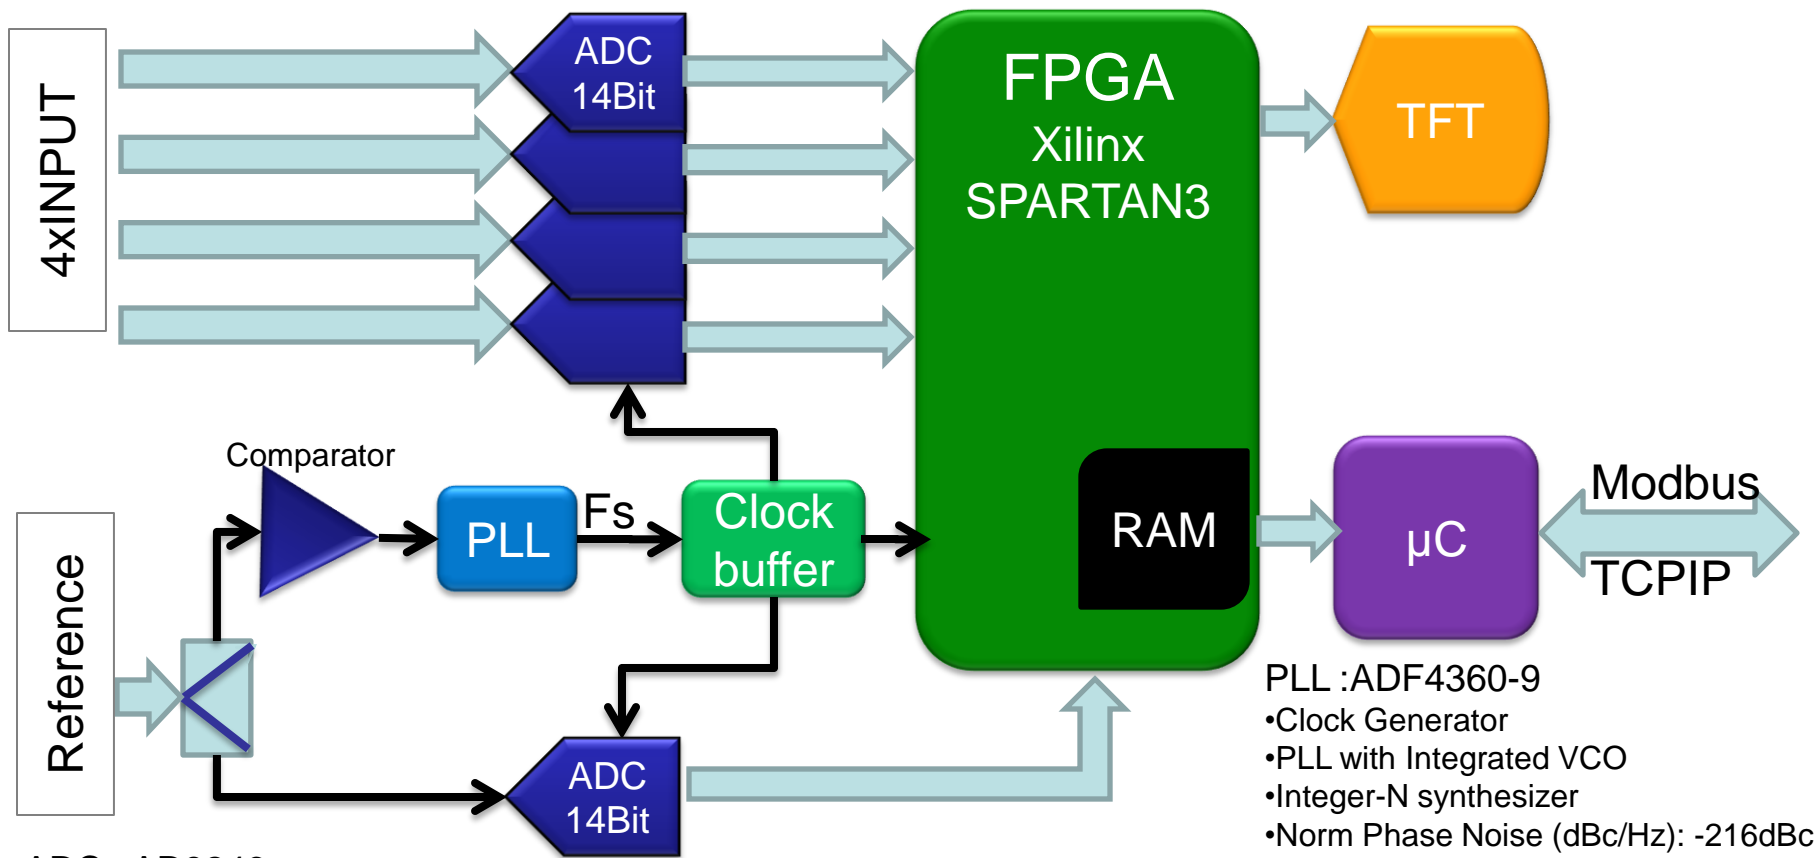 4xINPUT
ADC
14Bit
FPGA
Xilinx
SPARTAN3
TFT
Comparator
Reference
PLL
Fs
Clock
buffer
RAM
µC
Modbus
TCPIP
ADC
14Bit
PLL :ADF4360-9
•Clock Generator
•PLL with Integrated VCO
•Integer-N synthesizer
•Norm Phase Noise (dBc/Hz): -216dBc